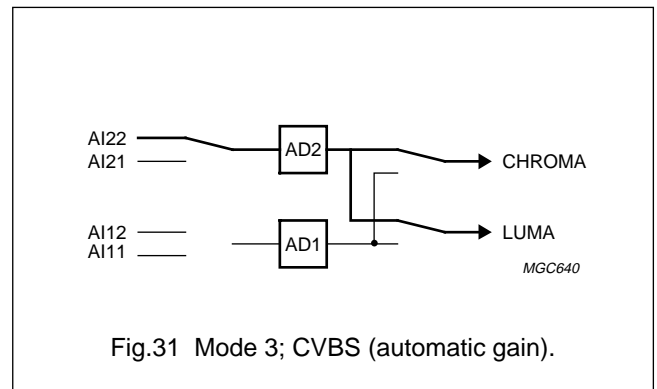 AI22
AI21
AD2
CHROMA
AI12
AI11
AD1
LUMA
MGC640
Fig.31 Mode 3; CVBS (automatic gain).